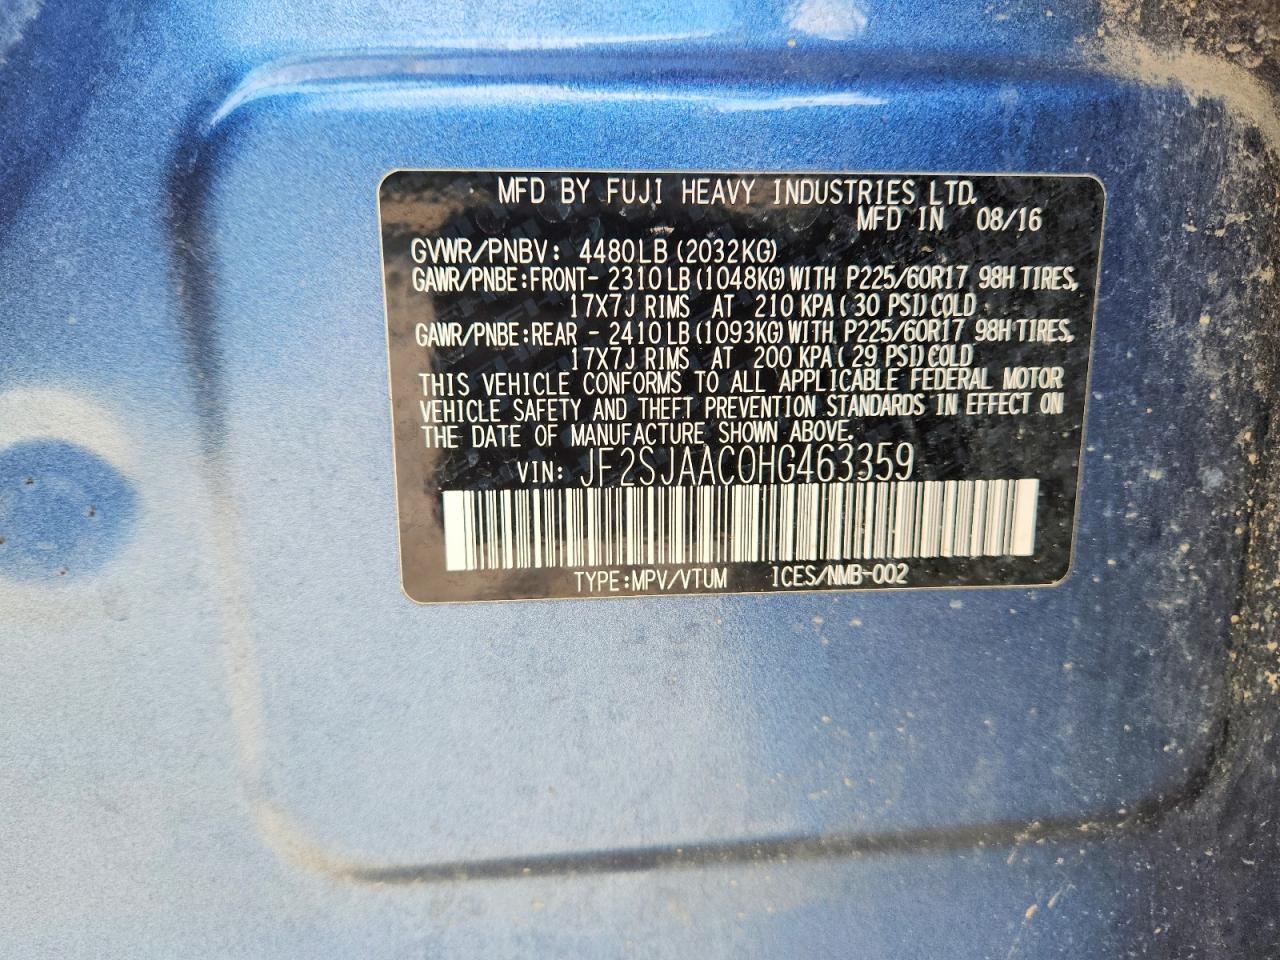 MFD BY FUJI HEAVY INDUSTRIES LTD.
MFD IN 08/16
GVWR/PNBV: 4480LB (2032KG)
GAWR/PNBE:FRONT- 2310 LB (1048KG) WITH P225/60R17 98H TIRES,
17X7J RIMS AT 210 KPA ( 30 PSI) COLD
GAWR/PNBE:REAR - 2410 LB (1093KG) WITH P225/60R17 98H TIRES,
17X7J RIMS AT 200 KPA ( 29 PSI) COLD
THIS VEHICLE CONFORMS TO ALL APPLICABLE FEDERAL MOTOR
VEHICLE SAFETY AND THEFT PREVENTION STANDARDS IN EFFECT ON
THE DATE OF MANUFACTURE SHOWN ABOVE.
VIN: JF2SJAAC0HG463359
TYPE:MPV/VTUM ICES/NMB-002